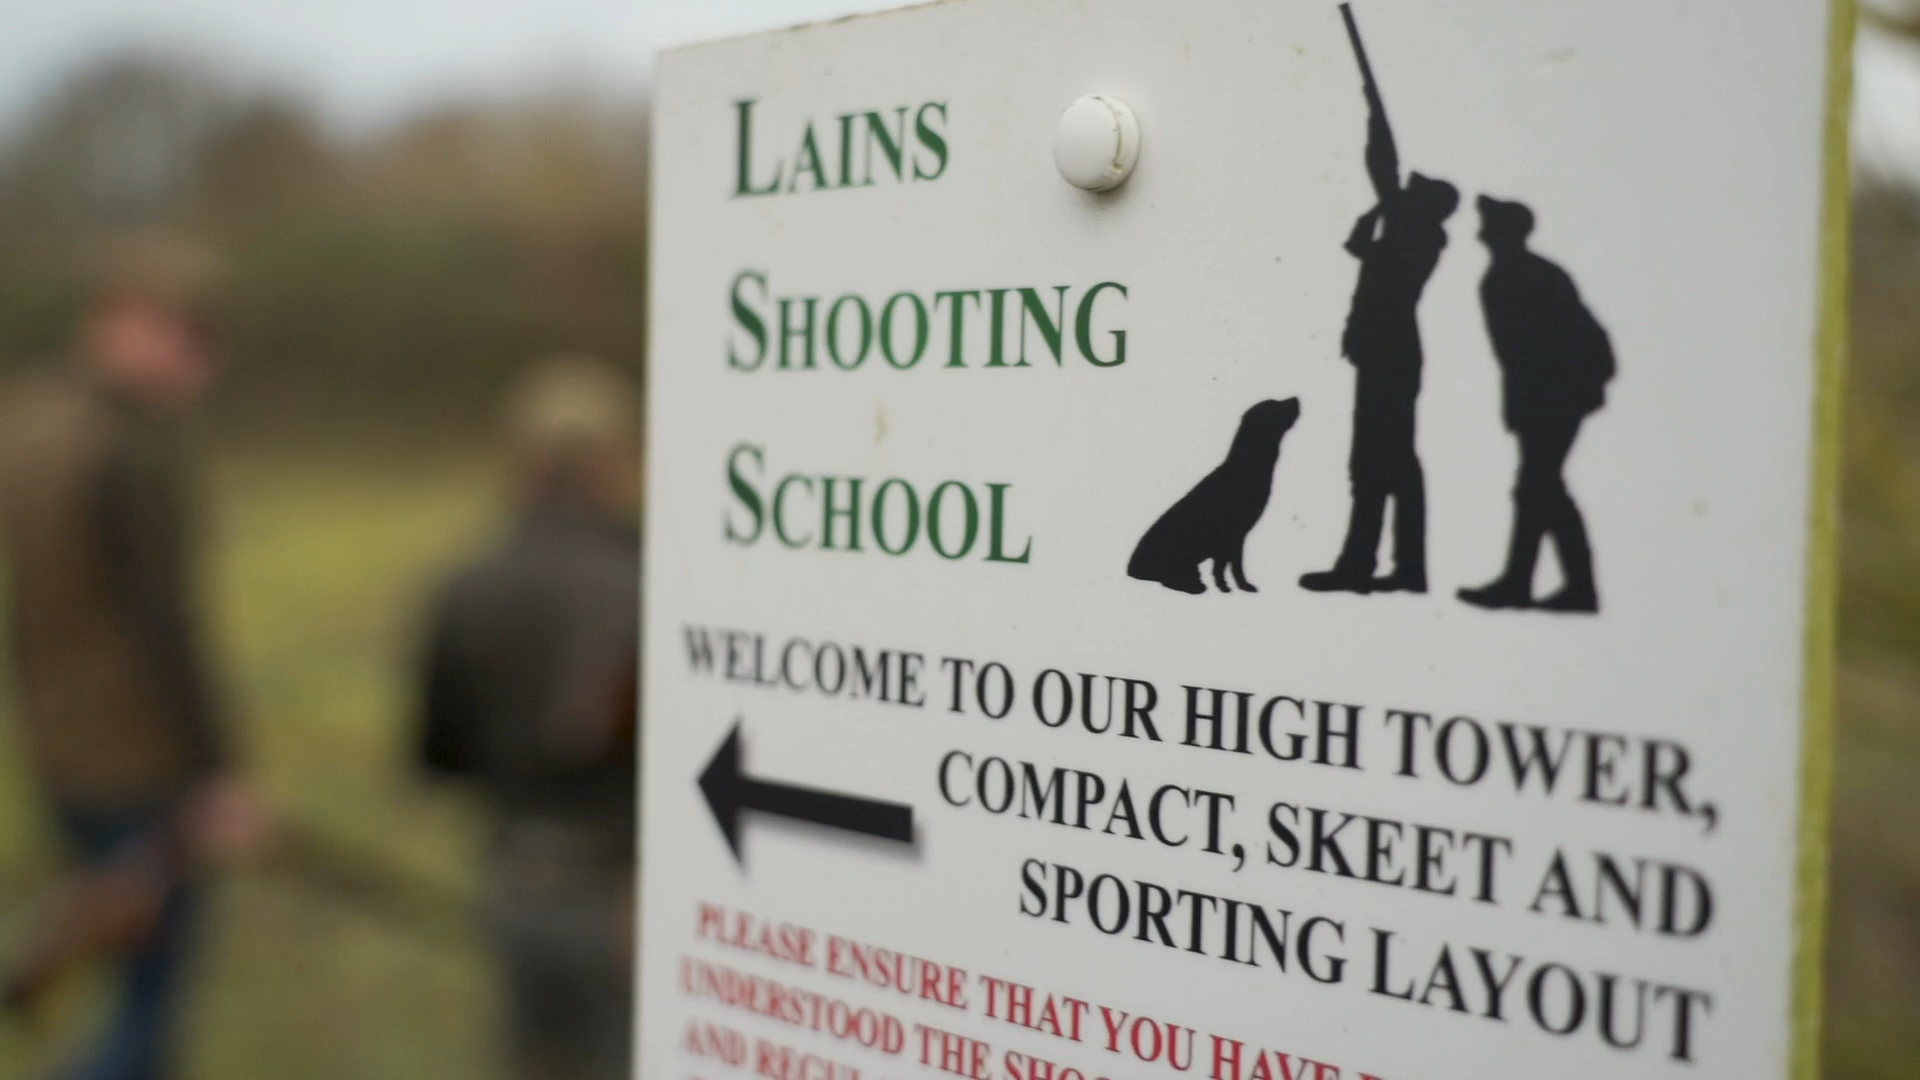 LAINS
SHOOTING
SCHOOL
WELCOME TO OUR HIGH TOWER,
COMPACT, SKEET AND
SPORTING LAYOUT
PLEASE ENSURE THAT YOU HAVE
UNDERSTOOD THE
AND